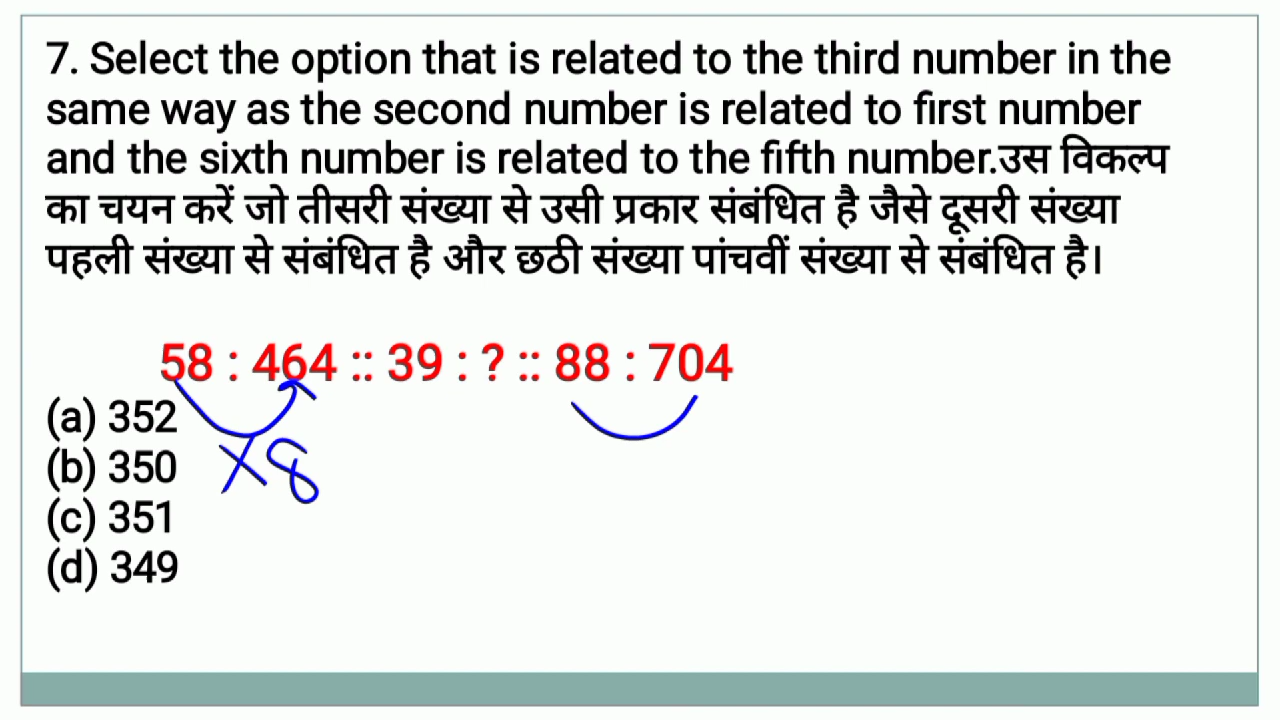 7. Select the option that is related to the third number in the
same way as the second number is related to first number
and the sixth number is related to the fifth number.उस विकल्प
का चयन करें जो तीसरी संख्या से उसी प्रकार संबंधित है जैसे दूसरी संख्या
पहली संख्या से संबंधित है और छठी संख्या पांचवीं संख्या से संबंधित है।
58 : 464 :: 39 : ? :: 88 : 704
(a) 352
(b) 350
(c) 351
(d) 349
×8